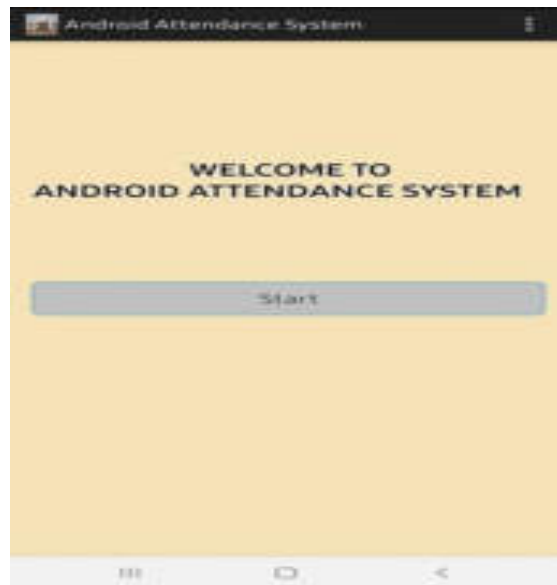 Android Attendance System
WELCOME TO
ANDROID ATTENDANCE SYSTEM
Start